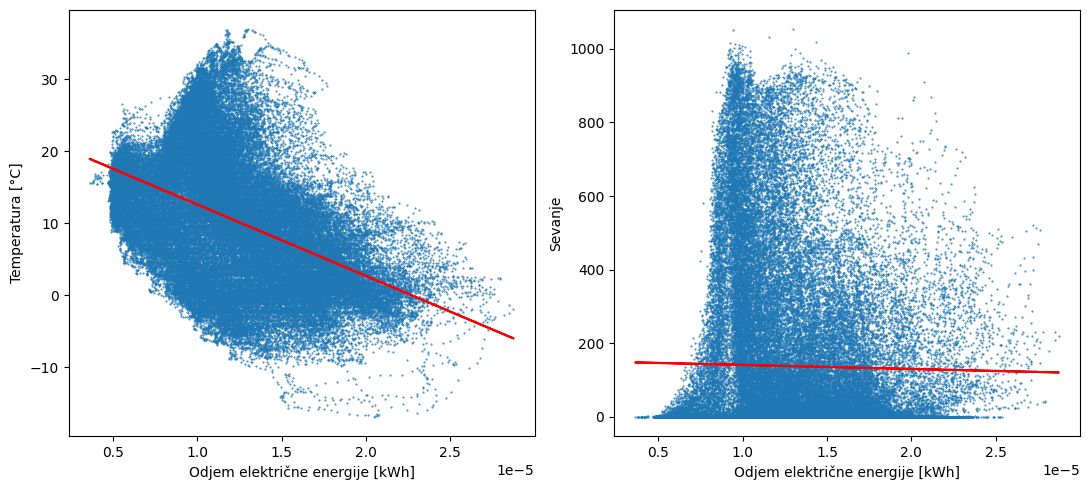 30
20
10
0
−10
Temperatura [°C]
0.5 1.0 1.5 2.0 2.5
1e−5
Odjem električne energije [kWh]
1000
800
600
400
200
0
Sevanje
0.5 1.0 1.5 2.0 2.5
1e−5
Odjem električne energije [kWh]